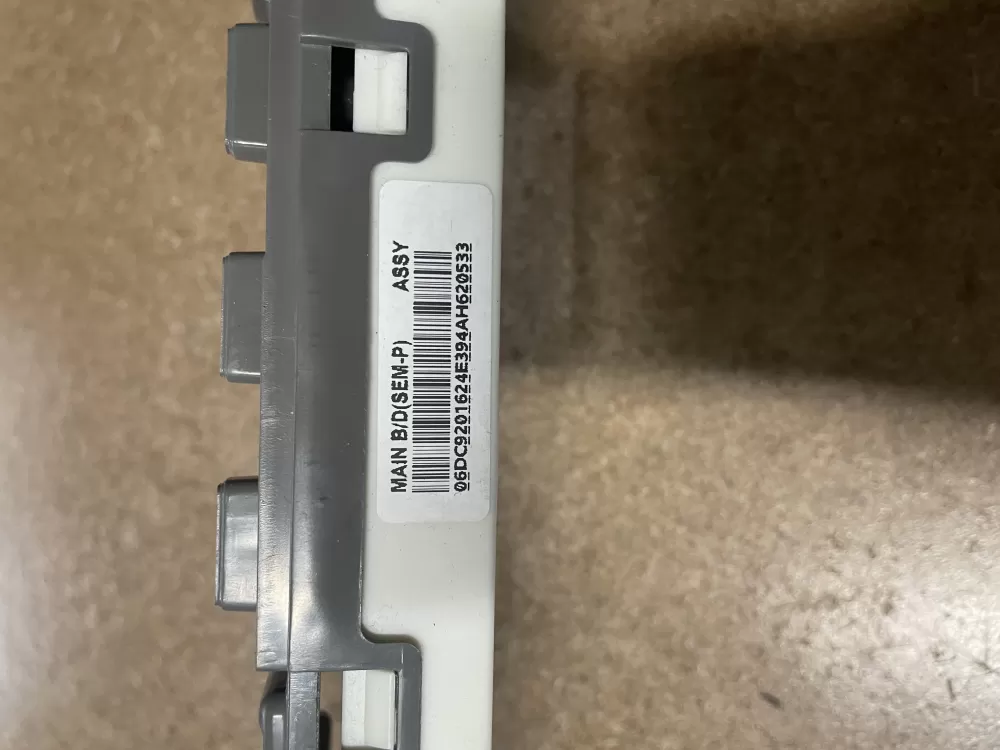 MAIN B/D(SEM-P) ASSY
06DC9201624E394AH620533